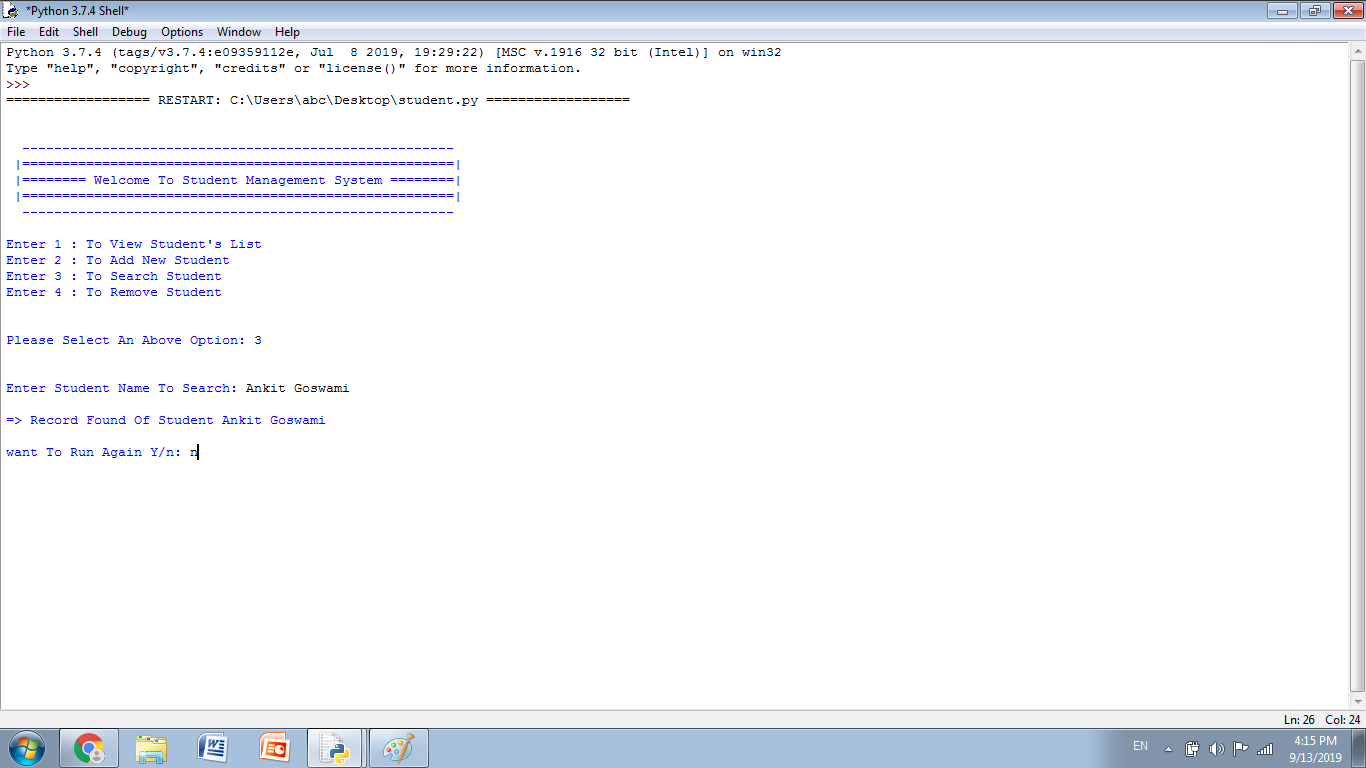 *Python 3.7.4 Shell*
File Edit Shell Debug Options Window Help
Python 3.7.4 (tags/v3.7.4:e09359112e, Jul  8 2019, 19:29:22) [MSC v.1916 32 bit (Intel)] on win32
Type "help", "copyright", "credits" or "license()" for more information.
>>>
================== RESTART: C:\Users\abc\Desktop\student.py ==================
  ------------------------------------------------------
 |======================================================|
 |======== Welcome To Student Management System ========|
 |======================================================|
  ------------------------------------------------------
Enter 1 : To View Student's List
Enter 2 : To Add New Student
Enter 3 : To Search Student
Enter 4 : To Remove Student
Please Select An Above Option: 3
Enter Student Name To Search: Ankit Goswami
=> Record Found Of Student Ankit Goswami
want To Run Again Y/n: n
Ln: 26 Col: 24
EN
4:15 PM
9/13/2019